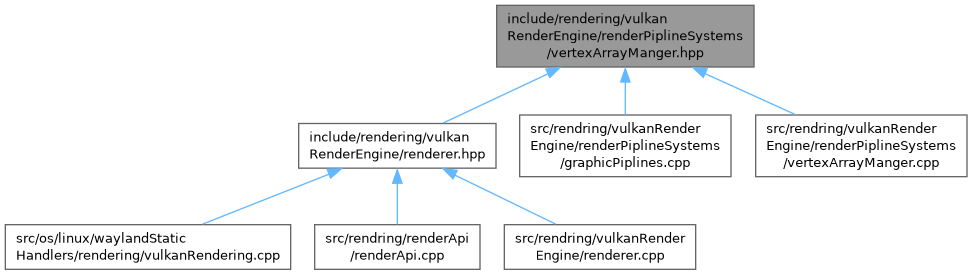 include/rendering/vulkan
RenderEngine/renderPiplineSystems
/vertexArrayManger.hpp
include/rendering/vulkan
RenderEngine/renderer.hpp
src/rendring/vulkanRender
Engine/renderPiplineSystems
/graphicPiplines.cpp
src/rendring/vulkanRender
Engine/renderPiplineSystems
/vertexArrayManger.cpp
src/os/linux/waylandStatic
Handlers/rendering/vulkanRendering.cpp
src/rendring/renderApi
/renderApi.cpp
src/rendring/vulkanRender
Engine/renderer.cpp